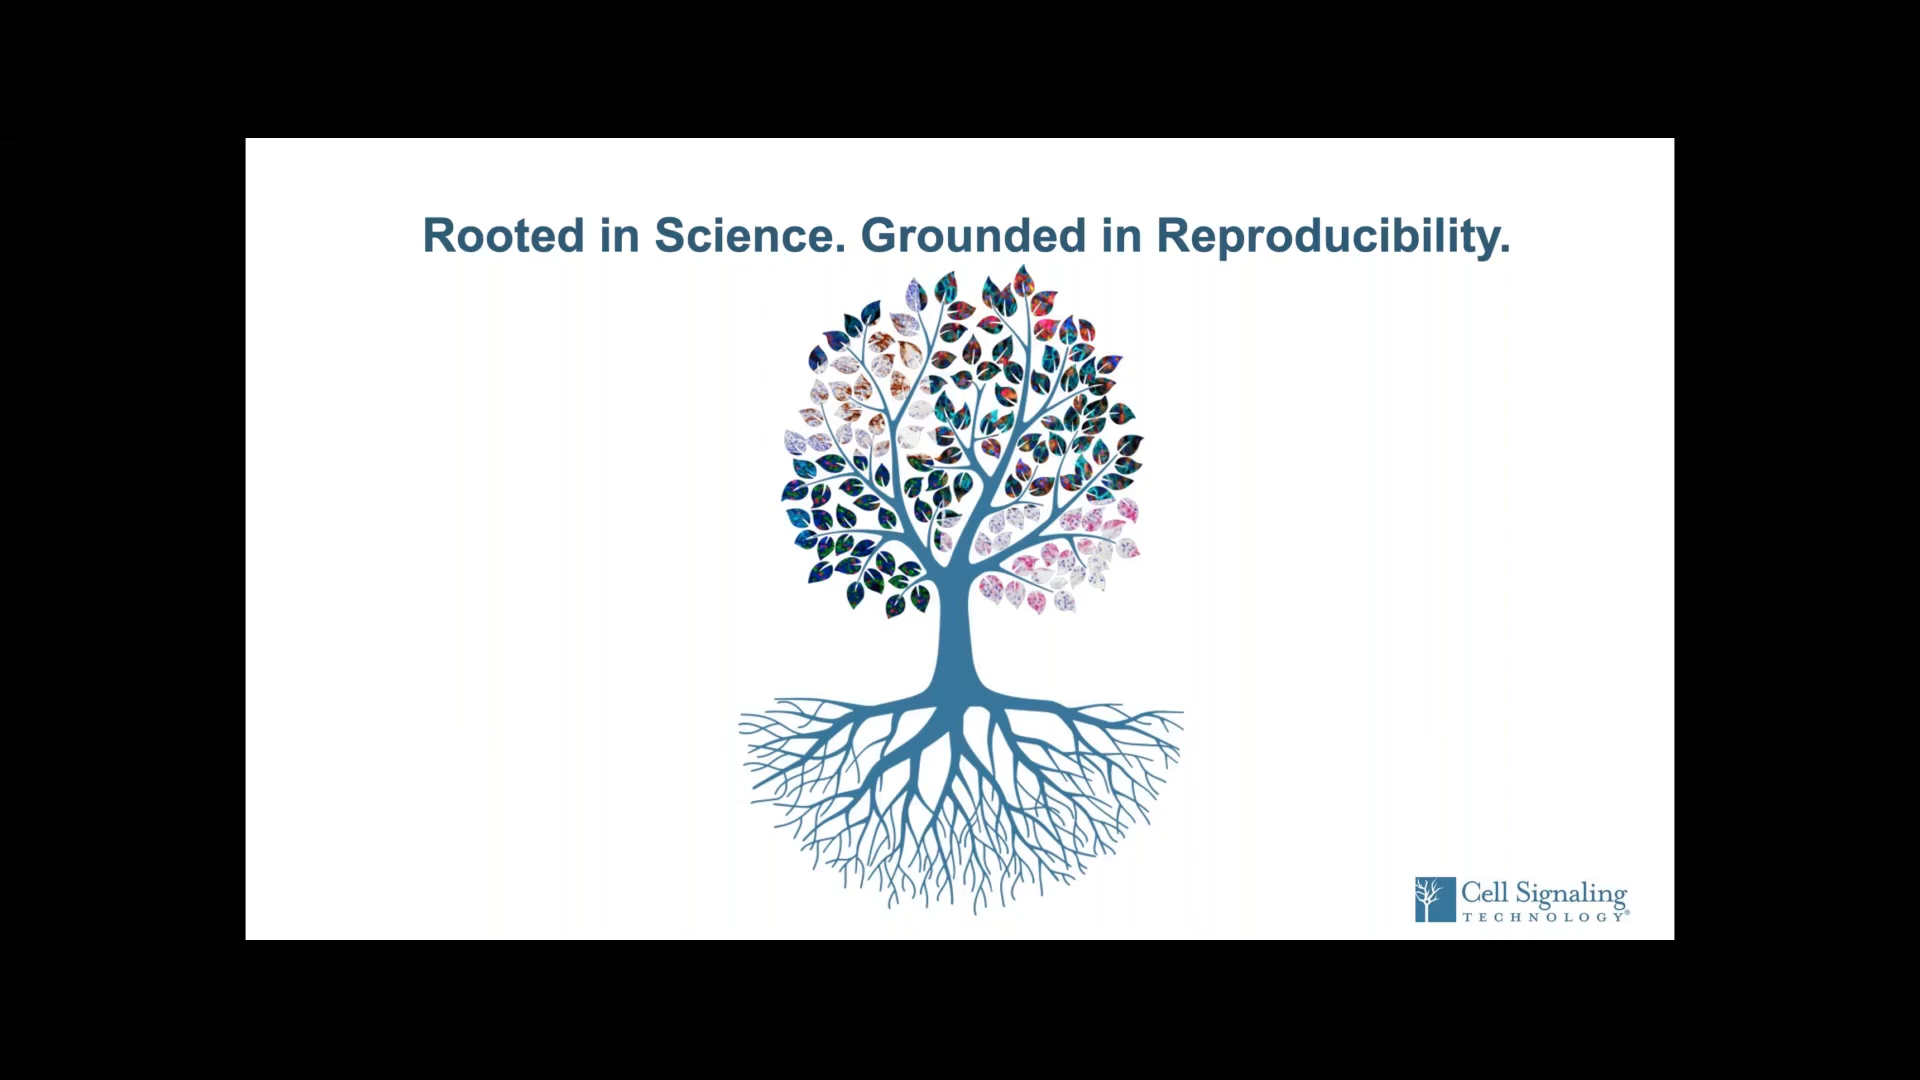 Rooted in Science. Grounded in Reproducibility.
Cell Signaling
TECHNOLOGY®